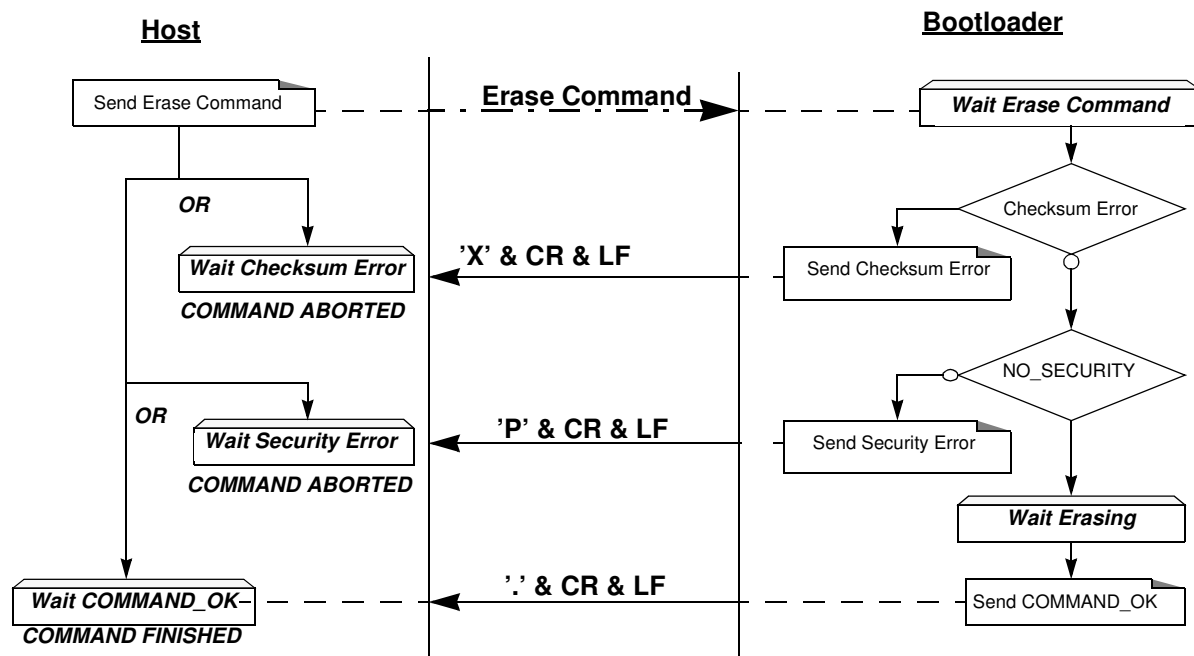 Host
Bootloader
Send Erase Command
Erase Command
Wait Erase Command
OR
Checksum Error
Wait Checksum Error
’X’ & CR & LF
Send Checksum Error
COMMAND ABORTED
NO_SECURITY
OR
Wait Security Error
’P’ & CR & LF
Send Security Error
COMMAND ABORTED
Wait Erasing
Wait COMMAND_OK
’.’ & CR & LF
Send COMMAND_OK
COMMAND FINISHED